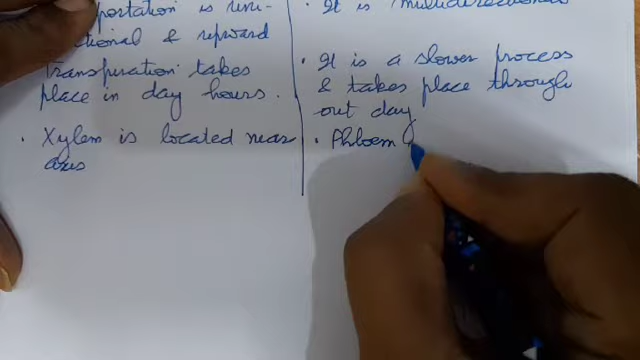 portation is uni-
ctional & upward
Transpiration takes
place in day hours.
· Xylem is located near
axis
· It is multidirectional
· It is a slower process
& takes place through
out day
· Phloem